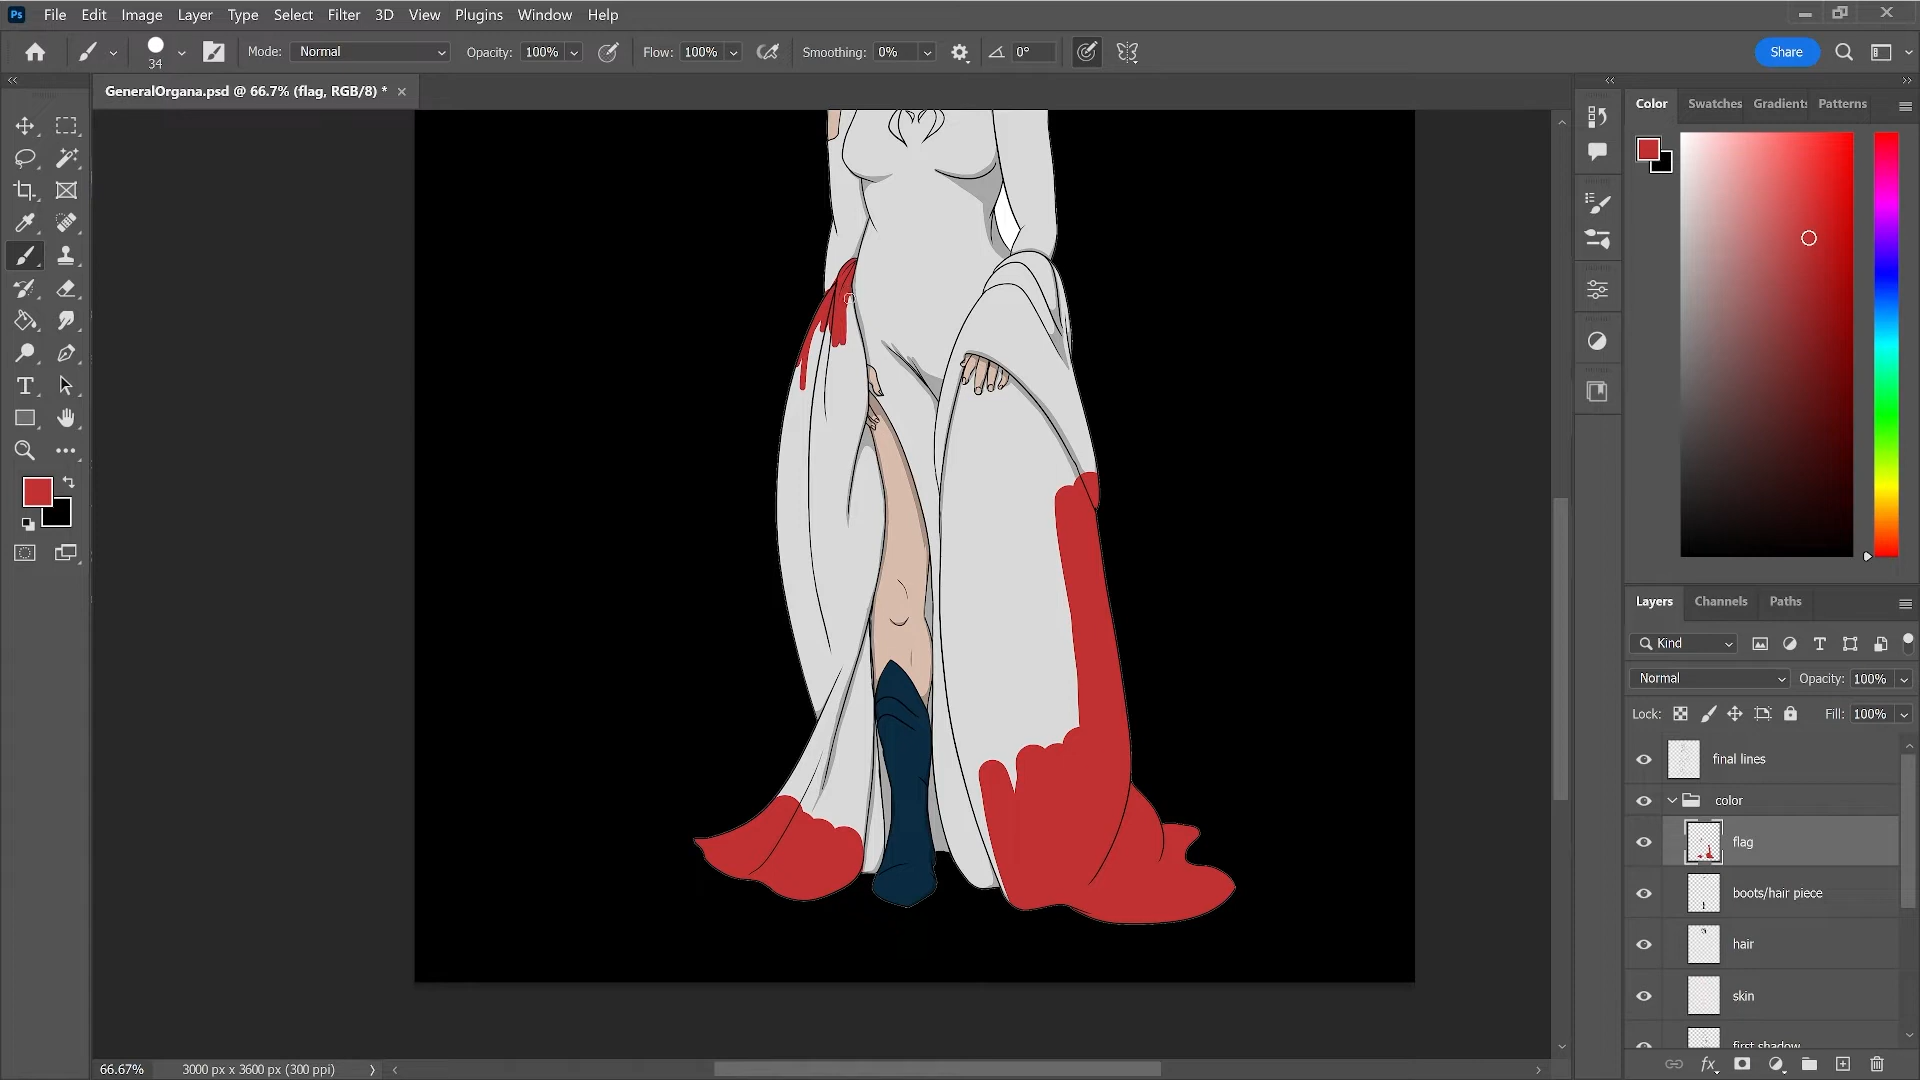 Ps File Edit Image Layer Type Select Filter 3D View Plugins Window Help
34 Mode: Normal Opacity: 100% Flow: 100% Smoothing: 0% 0° Share
GeneralOrgana.psd @ 66.7% (flag, RGB/8) *
Color Swatches Gradients Patterns
Layers Channels Paths
Kind
Normal Opacity: 100%
Lock: Fill: 100%
final lines
color
flag
boots/hair piece
hair
skin
first shadow
fx
66.67% 3000 px x 3600 px (300 ppi)